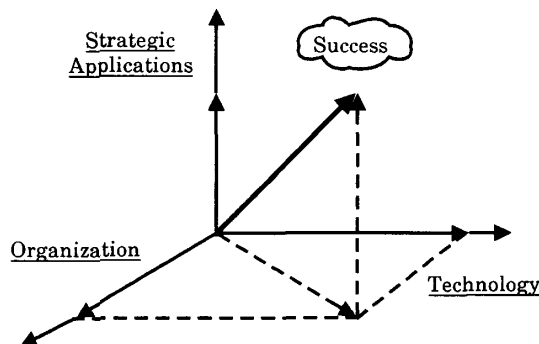 Strategic
Applications
Success
Organization
Technology